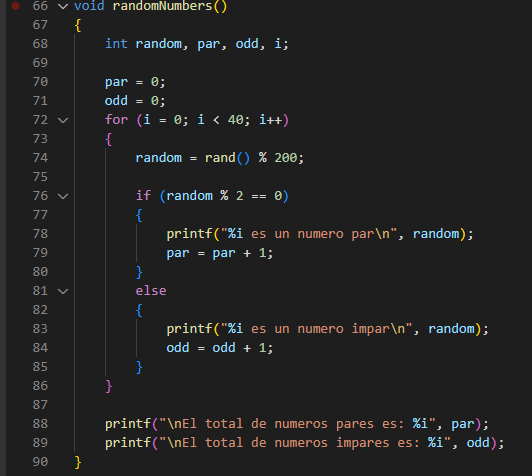 66 void randomNumbers()
67 {
68     int random, par, odd, i;
69
70     par = 0;
71     odd = 0;
72     for (i = 0; i < 40; i++)
73     {
74         random = rand() % 200;
75
76         if (random % 2 == 0)
77         {
78             printf("%i es un numero par\n", random);
79             par = par + 1;
80         }
81         else
82         {
83             printf("%i es un numero impar\n", random);
84             odd = odd + 1;
85         }
86     }
87
88     printf("\nEl total de numeros pares es: %i", par);
89     printf("\nEl total de numeros impares es: %i", odd);
90 }